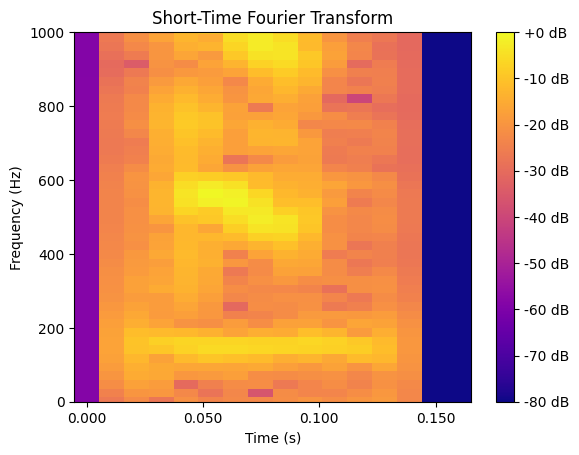 Short-Time Fourier Transform
Frequency (Hz)
1000
800
600
400
200
0
0.000
0.050
0.100
0.150
Time (s)
+0 dB
-10 dB
-20 dB
-30 dB
-40 dB
-50 dB
-60 dB
-70 dB
-80 dB